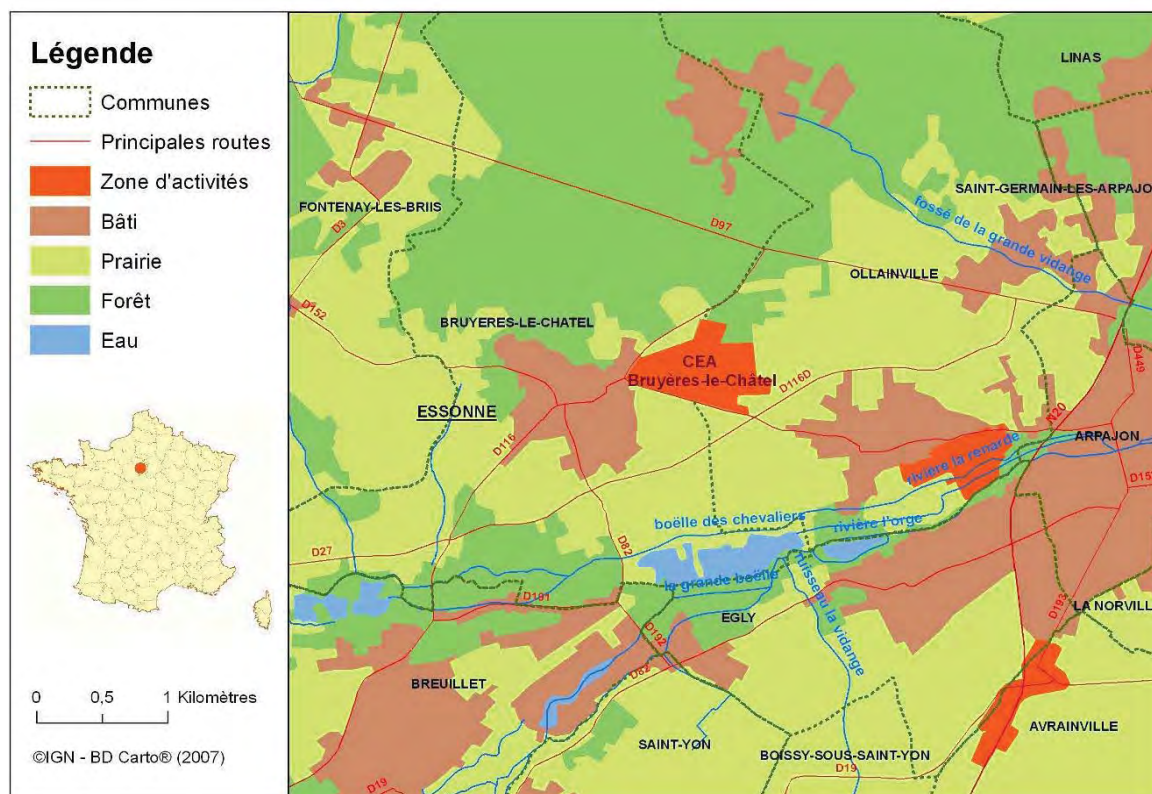 Légende
Communes
Principales routes
Zone d'activités
Bâti
Prairie
Forêt
Eau
0 0,5 1 Kilomètres
©IGN - BD Carto® (2007)
LINAS
SAINT-GERMAIN-LES-ARPAJO
FONTENAY-LES-BRIIS
fossé de la grande vidange
D3
D97
OLLAINVILLE
D152
BRUYERES-LE-CHATEL
CEA
Bruyères-le-Châtel
D116D
D449
ESSONNE
N20
ARPAJON
D116
rivière la renarde
D15
boëlle des chevaliers
rivière l'orge
D27
D82
la grande boëlle
ruisseau la vidange
D191
EGLY
D193
LA NORVILL
D192
D82
BREUILLET
AVRAINVILLE
SAINT-YON
BOISSY-SOUS-SAINT-YON
D19
D19